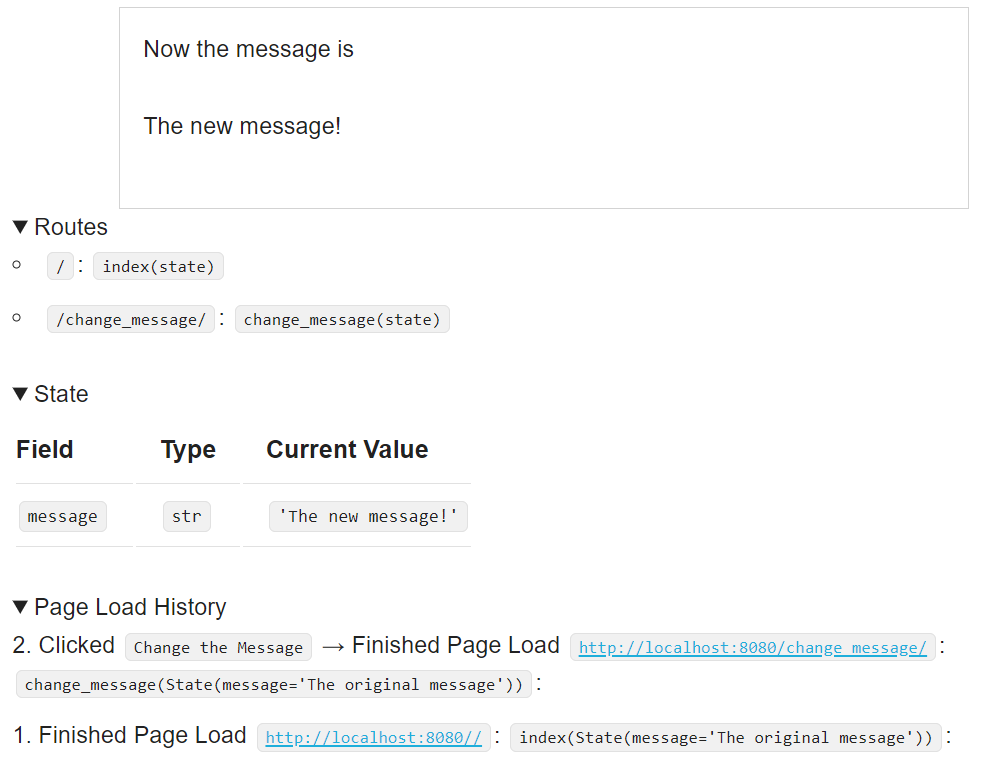 Now the message is
The new message!
▼ Routes
/ : index(state)
/change_message/ : change_message(state)
▼ State
Field Type Current Value
message str 'The new message!'
▼ Page Load History
2. Clicked Change the Message → Finished Page Load http://localhost:8080/change_message/ :
change_message(State(message='The original message')) :
1. Finished Page Load http://localhost:8080// : index(State(message='The original message')) :